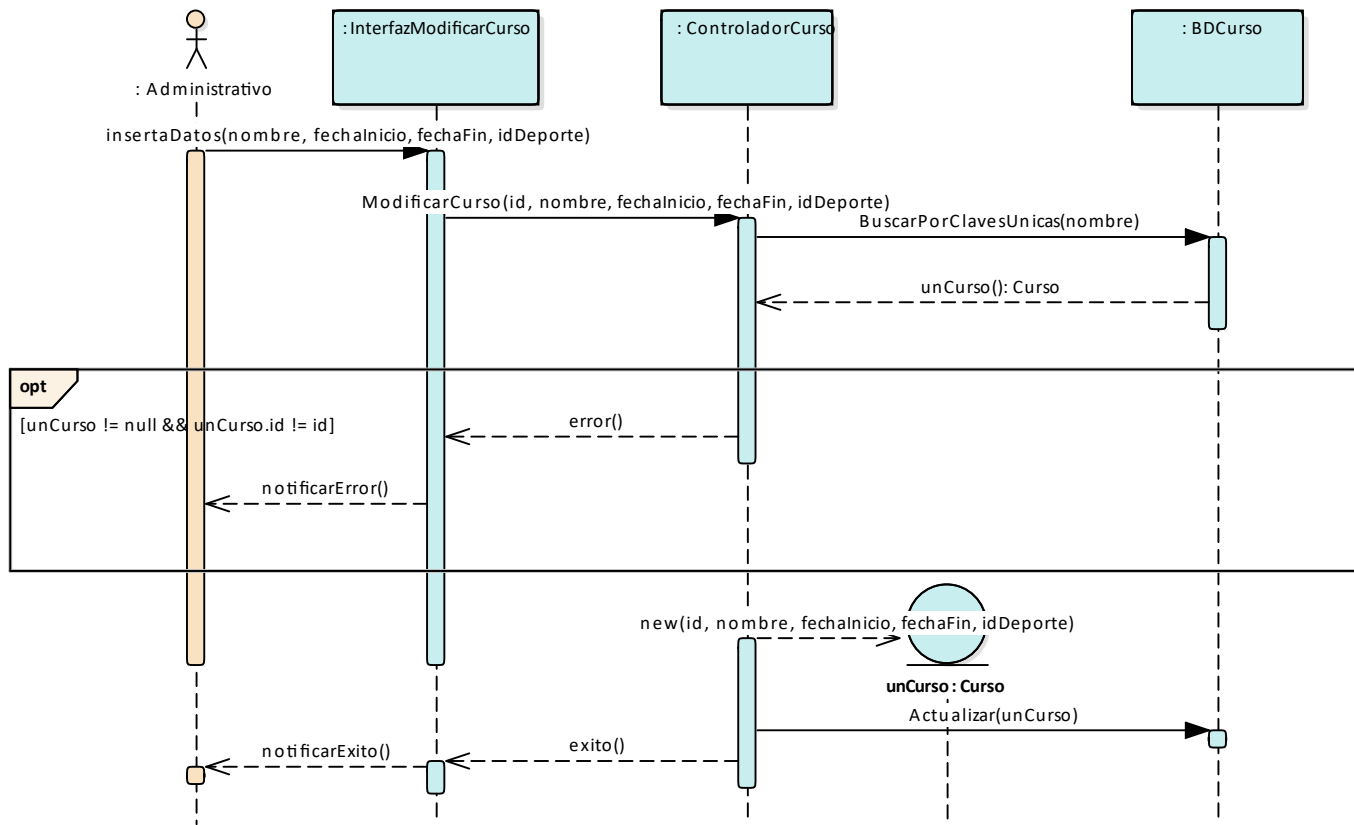 : InterfazModificarCurso
: ControladorCurso
: BDCurso
: Administrativo
insertaDatos(nombre, fechaInicio, fechaFin, idDeporte)
ModificarCurso(id, nombre, fechaInicio, fechaFin, idDeporte)
BuscarPorClavesUnicas(nombre)
unCurso(): Curso
opt
[unCurso != null && unCurso.id != id]
error()
notificarError()
new(id, nombre, fechaInicio, fechaFin, idDeporte)
unCurso : Curso
Actualizar(unCurso)
exito()
notificarExito()